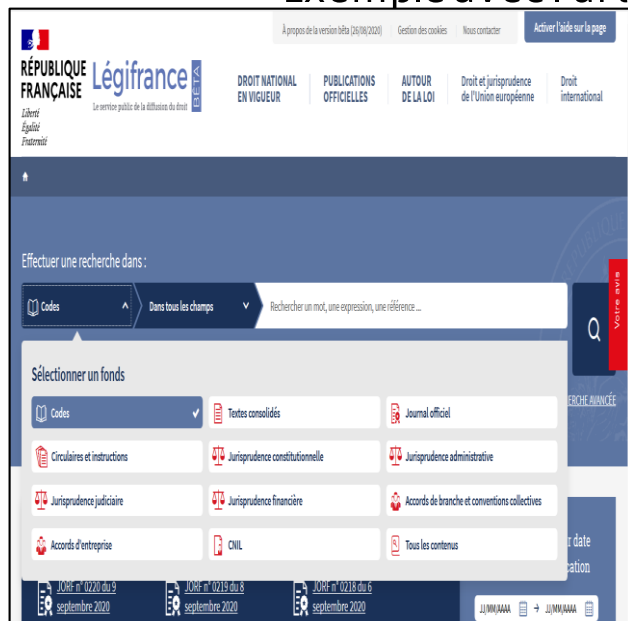 À propos de la version bêta (26/08/2020)
Gestion des cookies
Nous contacter
Activer l'aide sur la page
RÉPUBLIQUE
FRANÇAISE
Liberté
Égalité
Fraternité
Légifrance
BÊTA
Le service public de la diffusion du droit
DROIT NATIONAL
EN VIGUEUR
PUBLICATIONS
OFFICIELLES
AUTOUR
DE LA LOI
Droit et jurisprudence
de l'Union européenne
Droit
international
Effectuer une recherche dans :
Codes
Dans tous les champs
Rechercher un mot, une expression, une référence ...
Votre avis
Sélectionner un fonds
Codes
Textes consolidés
Journal officiel
ERCHE AVANCÉE
Circulaires et instructions
Jurisprudence constitutionnelle
Jurisprudence administrative
Jurisprudence judiciaire
Jurisprudence financière
Accords de branche et conventions collectives
Accords d'entreprise
CNIL
Tous les contenus
r date
cation
JORF n° 0220 du 9
septembre 2020
JORF n° 0219 du 8
septembre 2020
JORF n° 0218 du 6
septembre 2020
JJ/MM/AAAA → JJ/MM/AAAA